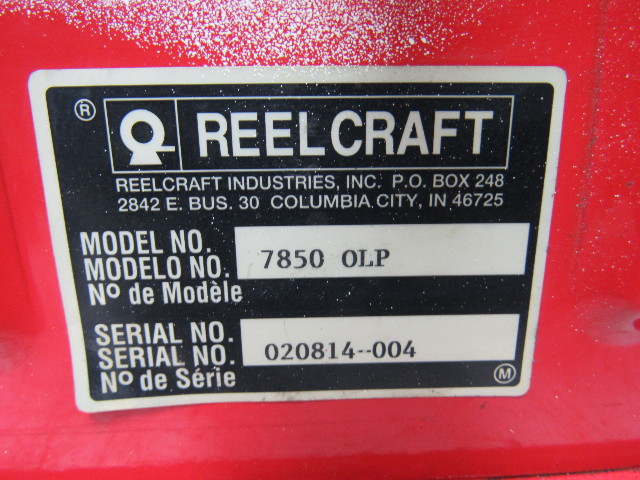 ® REELCRAFT
REELCRAFT INDUSTRIES, INC. P.O. BOX 248
2842 E. BUS. 30 COLUMBIA CITY, IN 46725
MODEL NO.
MODELO NO.
Nº de Modèle
7850 OLP
SERIAL NO.
SERIAL NO.
Nº de Série
020814--004
M